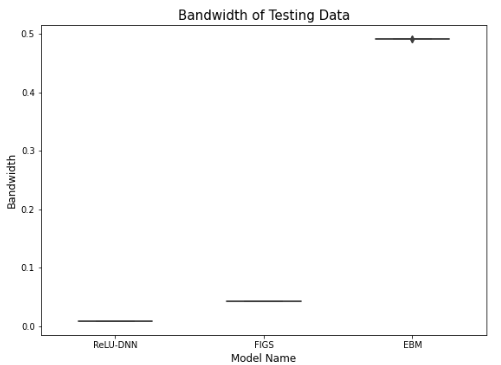 Bandwidth of Testing Data
Bandwidth
0.5
0.4
0.3
0.2
0.1
0.0
ReLU-DNN FIGS EBM
Model Name